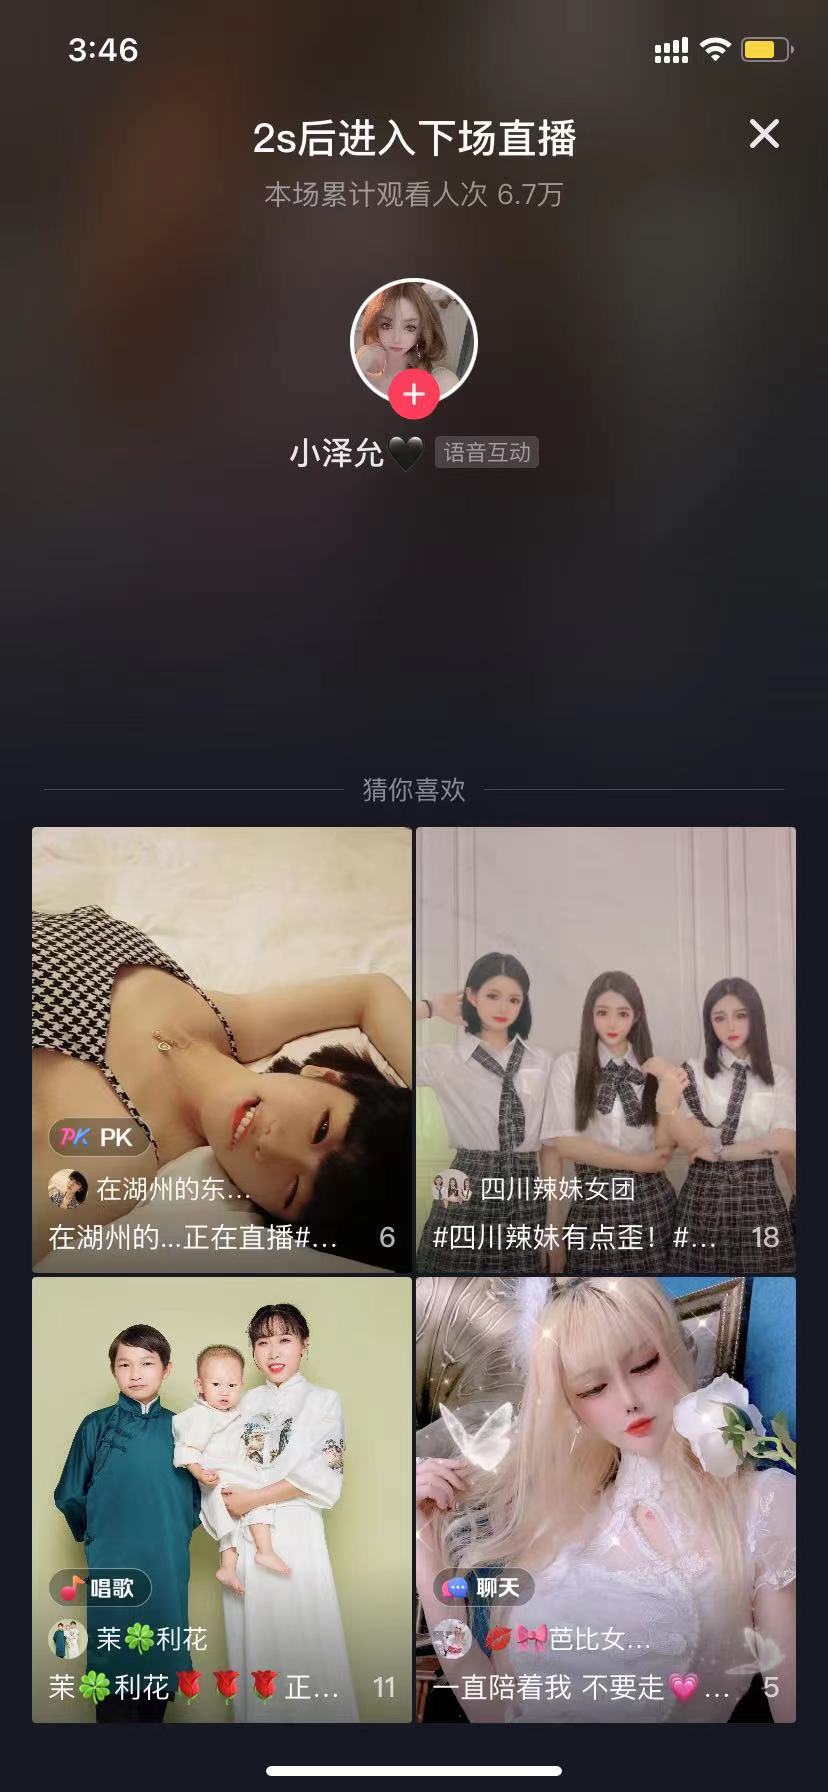 3:46
2s后进入下场直播
本场累计观看人次 6.7万
小泽允🖤 语音互动
猜你喜欢
PK PK
在湖州的东...
在湖州的...正在直播#... 6
四川辣妹女团
#四川辣妹有点歪！#... 18
唱歌
茉🍀利花
茉🍀利花🌹🌹🌹正... 11
聊天
💋🎀芭比女...
一直陪着我 不要走💗... 5